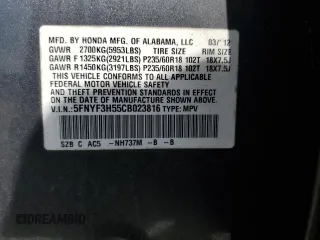 MFD. BY HONDA MFG. OF ALABAMA, LLC 03/12
GVWR 2700KG(5953LBS) TIRE SIZE RIM SIZE
GAWR F 1325KG(2921LBS) P235/60R18 102T 18X7.5J
GAWR R1450KG(3197LBS) P235/60R18 102T 18X7.5J
THIS VEHICLE CONFORMS TO ALL APPLICABLE
FEDERAL MOTOR VEHICLE SAFETY AND
THEFT PREVENTION STANDARDS IN EFFECT ON
THE DATE OF MANUFACTURE SHOWN ABOVE.
V.I.N.: 5FNYF3H55CB023816 TYPE: MPV
SZB C AC5 -NH737M -B -B